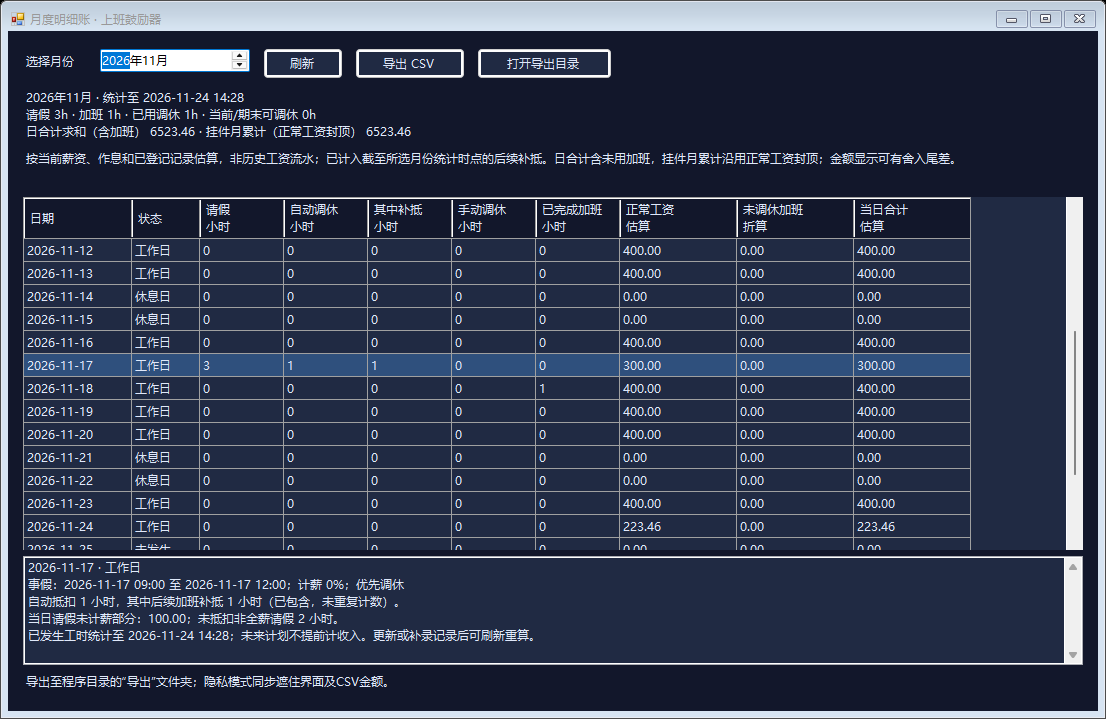 月度明细账 · 上班鼓励器
选择月份 2026年11月 刷新 导出 CSV 打开导出目录
2026年11月 · 统计至 2026-11-24 14:28
请假 3h · 加班 1h · 已用调休 1h · 当前/期末可调休 0h
日合计求和（含加班） 6523.46 · 挂件月累计（正常工资封顶） 6523.46
按当前薪资、作息和已登记记录估算，非历史工资流水；已计入截至所选月份统计时点的后续补抵。日合计含未用加班，挂件月累计沿用正常工资封顶；金额显示可有舍入尾差。
日期 状态 请假小时 自动调休小时 其中补抵小时 手动调休小时 已完成加班小时 正常工资估算 未调休加班折算 当日合计估算
2026-11-12 工作日 0 0 0 0 0 400.00 0.00 400.00
2026-11-13 工作日 0 0 0 0 0 400.00 0.00 400.00
2026-11-14 休息日 0 0 0 0 0 0.00 0.00 0.00
2026-11-15 休息日 0 0 0 0 0 0.00 0.00 0.00
2026-11-16 工作日 0 0 0 0 0 400.00 0.00 400.00
2026-11-17 工作日 3 1 1 0 0 300.00 0.00 300.00
2026-11-18 工作日 0 0 0 0 1 400.00 0.00 400.00
2026-11-19 工作日 0 0 0 0 0 400.00 0.00 400.00
2026-11-20 工作日 0 0 0 0 0 400.00 0.00 400.00
2026-11-21 休息日 0 0 0 0 0 0.00 0.00 0.00
2026-11-22 休息日 0 0 0 0 0 0.00 0.00 0.00
2026-11-23 工作日 0 0 0 0 0 400.00 0.00 400.00
2026-11-24 工作日 0 0 0 0 0 223.46 0.00 223.46
2026-11-25 未发生 0 0 0 0 0 0.00 0.00 0.00
2026-11-17 · 工作日
事假：2026-11-17 09:00 至 2026-11-17 12:00；计薪 0%；优先调休
自动抵扣 1 小时，其中后续加班补抵 1 小时（已包含，未重复计数）。
当日请假未计薪部分：100.00；未抵扣非全薪请假 2 小时。
已发生工时统计至 2026-11-24 14:28；未来计划不提前计收入。更新或补录记录后可刷新重算。
导出至程序目录的“导出”文件夹；隐私模式同步遮住界面及CSV金额。